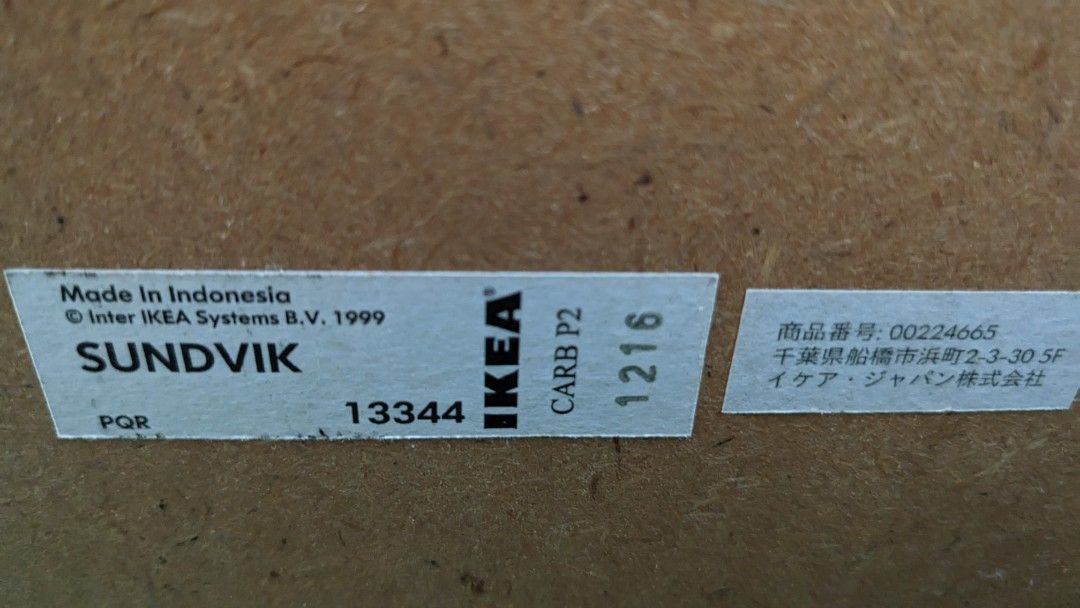 Made In Indonesia
© Inter IKEA Systems B.V. 1999
SUNDVIK
PQR
13344
IKEA®
CARB P2
1216
商品番号: 00224665
千葉県船橋市浜町2-3-30 5F
イケア・ジャパン株式会社